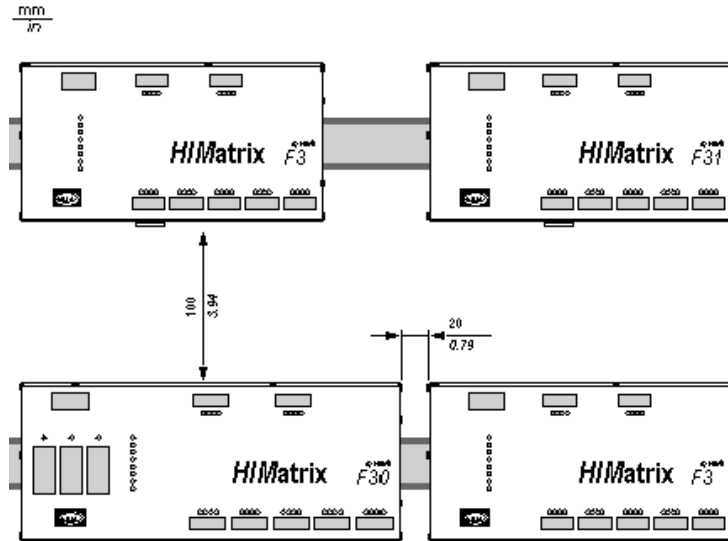 mm
in
HIMatrix F3
HIMatrix F31
100
3.94
20
0.79
HIMatrix F30
HIMatrix F3